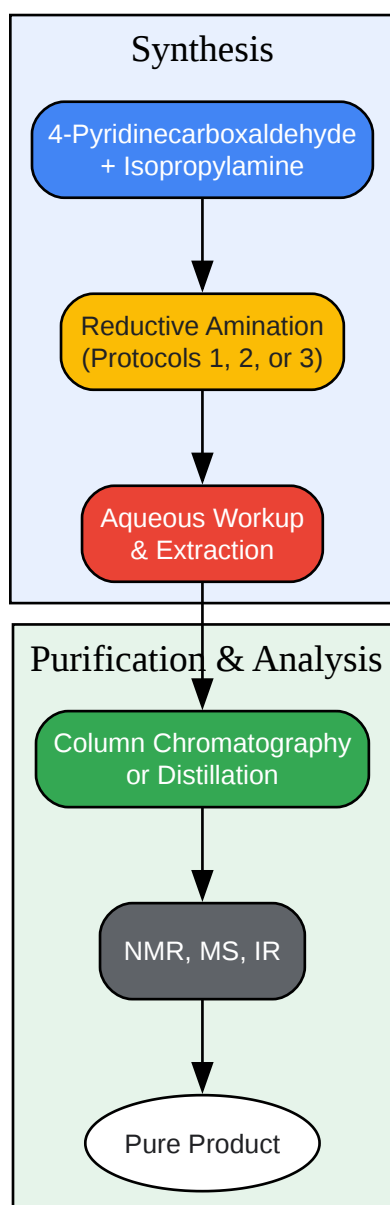 Synthesis
4-Pyridinecarboxaldehyde
+ Isopropylamine
Reductive Amination
(Protocols 1, 2, or 3)
Aqueous Workup
& Extraction
Purification & Analysis
Column Chromatography
or Distillation
NMR, MS, IR
Pure Product